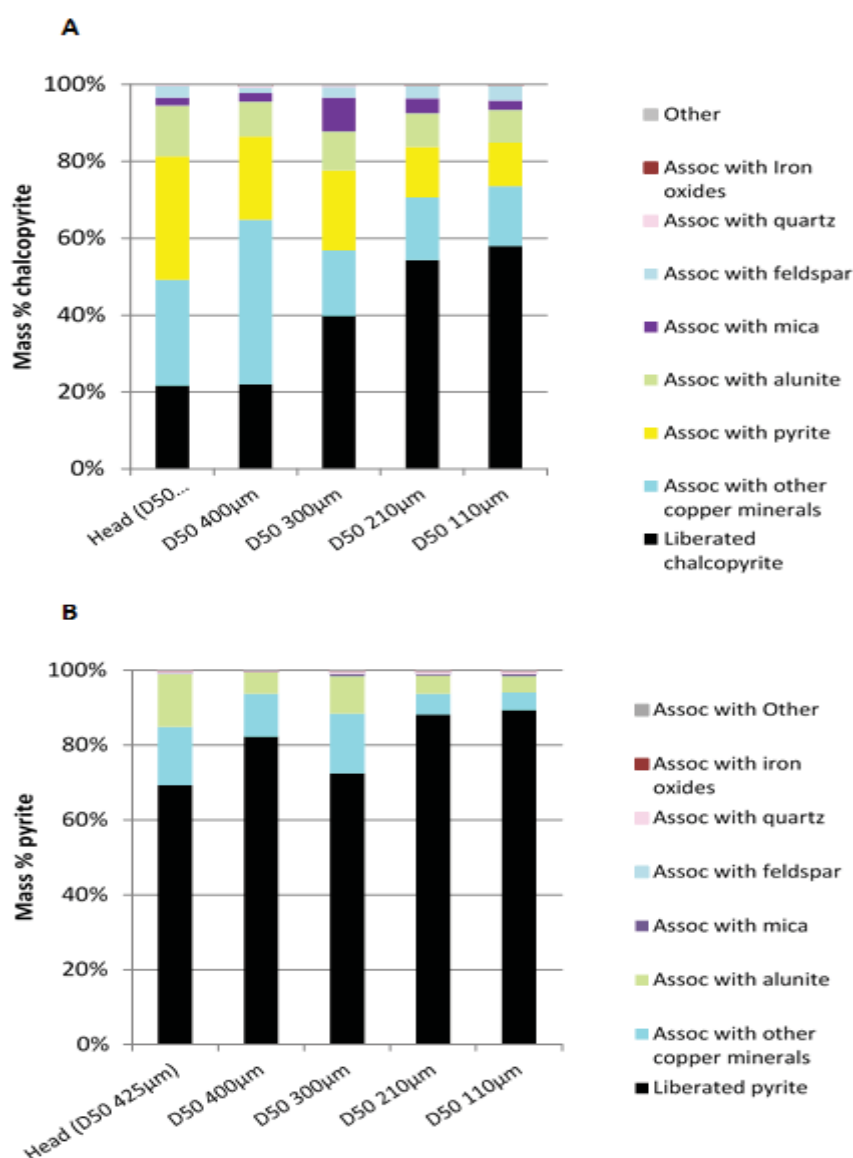 A
100%
80%
60%
40%
20%
0%
Mass % chalcopyrite
Head (D50...
D50 400µm
D50 300µm
D50 210µm
D50 110µm
Other
Assoc with Iron
oxides
Assoc with quartz
Assoc with feldspar
Assoc with mica
Assoc with alunite
Assoc with pyrite
Assoc with other
copper minerals
Liberated
chalcopyrite
B
100%
80%
60%
40%
20%
0%
Mass % pyrite
Head (D50 425µm)
D50 400µm
D50 300µm
D50 210µm
D50 110µm
Assoc with Other
Assoc with iron
oxides
Assoc with quartz
Assoc with feldspar
Assoc with mica
Assoc with alunite
Assoc with other
copper minerals
Liberated pyrite